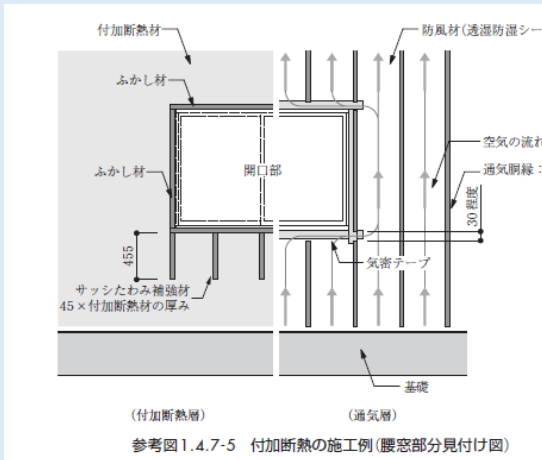 付加断熱材
防風材(透湿防湿シー
ふかし材
ふかし材
開口部
空気の流れ
通気胴縁:
30程度
455
気密テープ
サッシたわみ補強材
45×付加断熱材の厚み
基礎
(付加断熱層)
(通気層)
参考図1.4.7-5 付加断熱の施工例(腰窓部分見付け図)